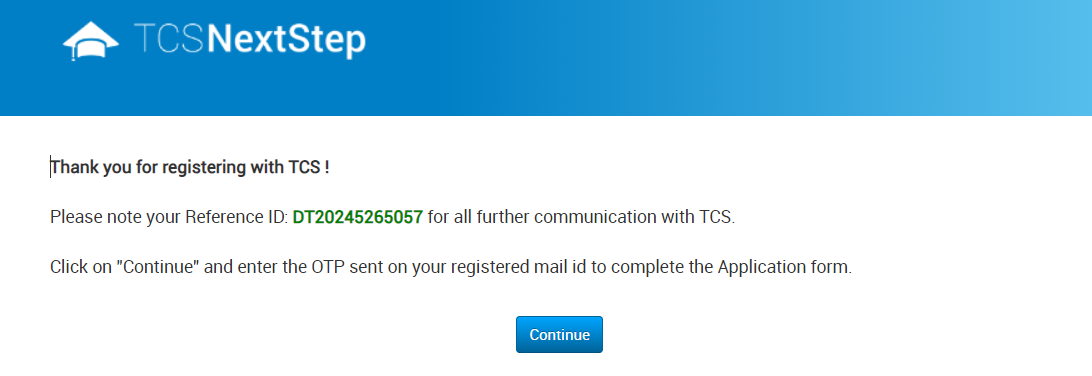 TCSNextStep
Thank you for registering with TCS !
Please note your Reference ID: DT20245265057 for all further communication with TCS.
Click on "Continue" and enter the OTP sent on your registered mail id to complete the Application form.
Continue